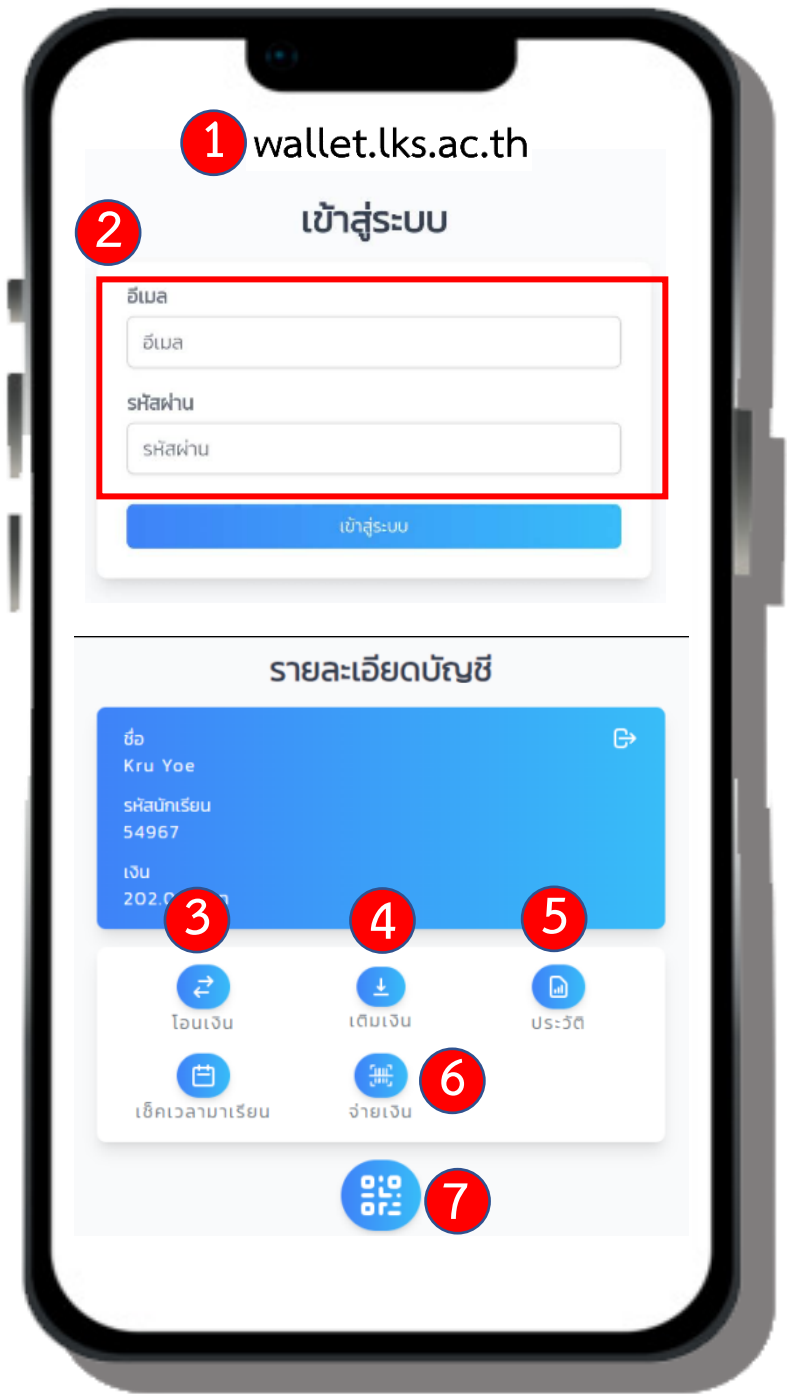 1 wallet.lks.ac.th
2 เข้าสู่ระบบ
อีเมล
อีเมล
รหัสผ่าน
รหัสผ่าน
เข้าสู่ระบบ
รายละเอียดบัญชี
ชื่อ
Kru Yoe
รหัสนักเรียน
54967
เงิน
3 4 5
โอนเงิน เติมเงิน ประวัติ
6
เช็คเวลามาเรียน จ่ายเงิน
7